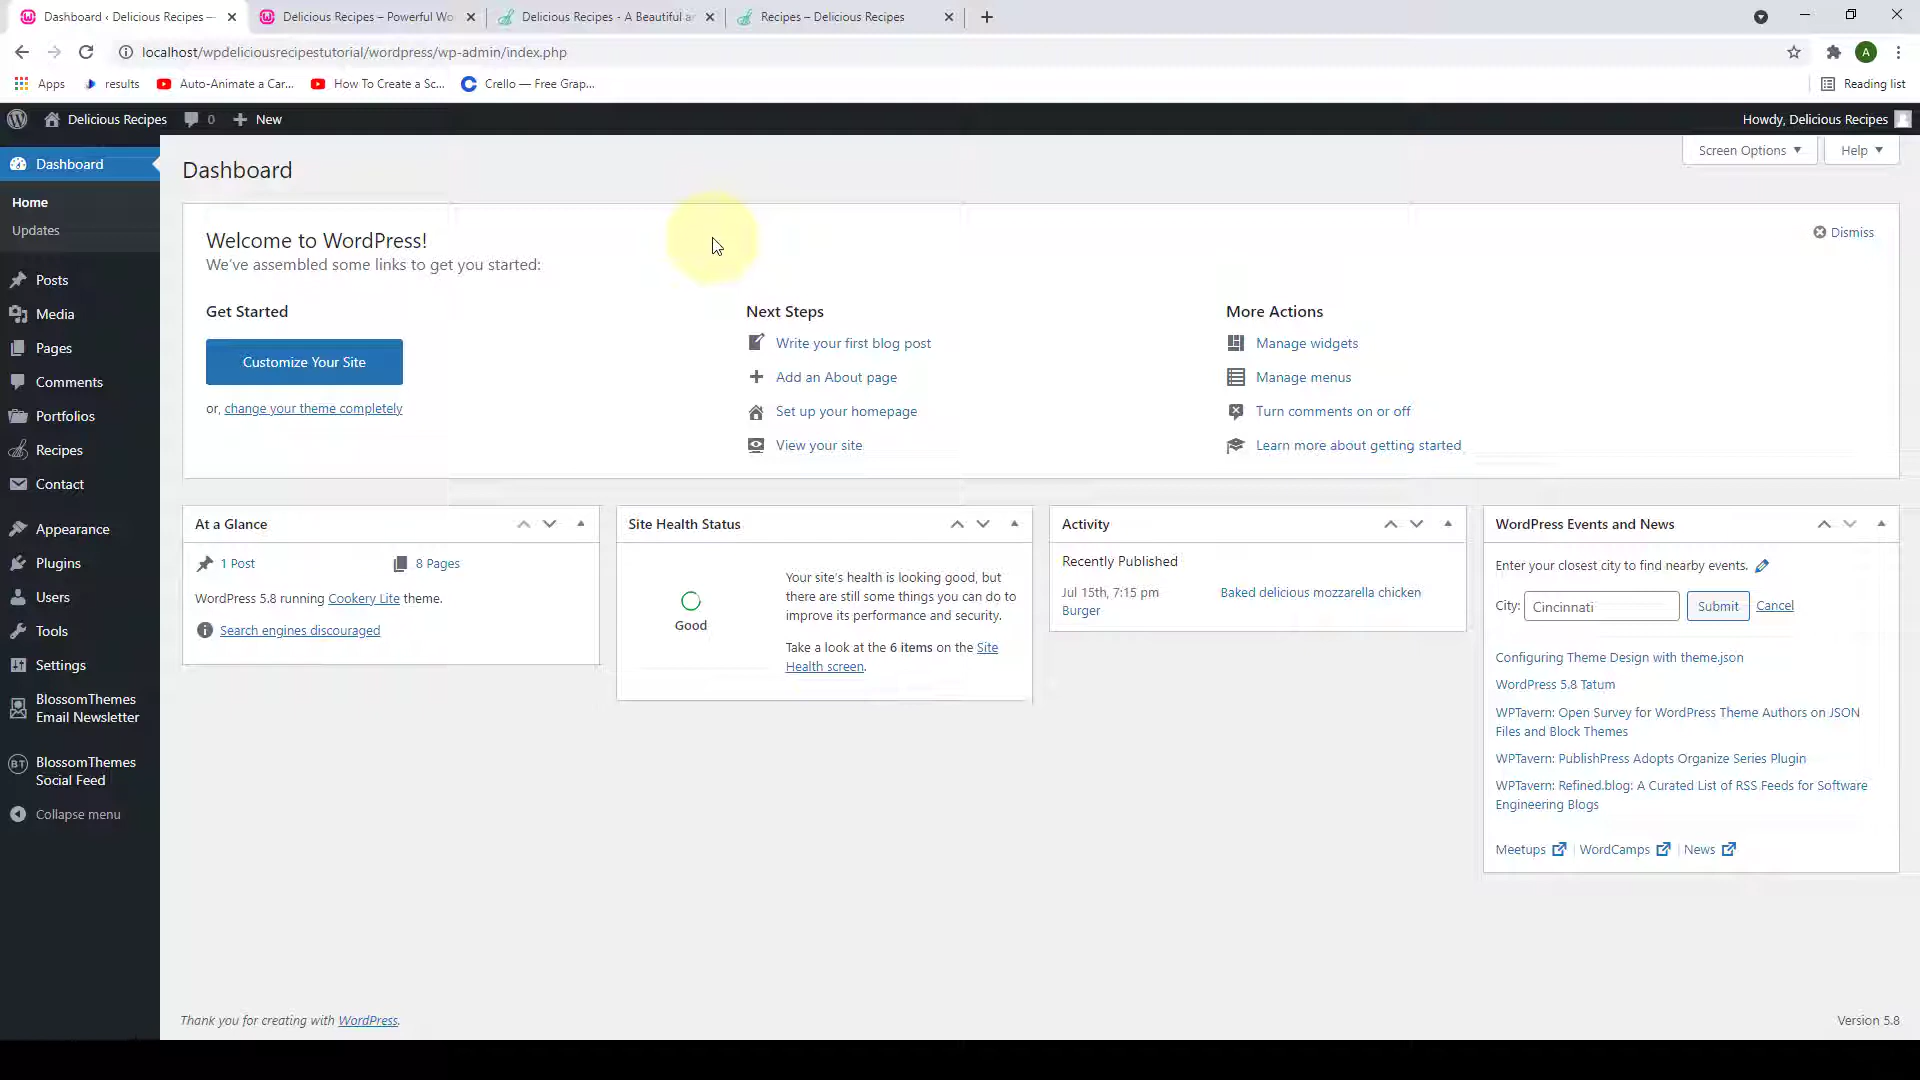 Dashboard ‹ Delicious Recipes —
Delicious Recipes – Powerful Wo
Delicious Recipes - A Beautiful a
Recipes – Delicious Recipes
localhost/wpdeliciousrecipestutorial/wordpress/wp-admin/index.php
A
Apps
results
Auto-Animate a Car...
How To Create a Sc...
Crello — Free Grap...
Reading list
Delicious Recipes
0
New
Howdy, Delicious Recipes
Dashboard
Home
Updates
Posts
Media
Pages
Comments
Portfolios
Recipes
Contact
Appearance
Plugins
Users
Tools
Settings
BlossomThemes
Email Newsletter
BT
BlossomThemes
Social Feed
Collapse menu
Screen Options
Help
Dashboard
Welcome to WordPress!
We've assembled some links to get you started:
Dismiss
Get Started
Customize Your Site
or, change your theme completely
Next Steps
Write your first blog post
Add an About page
Set up your homepage
View your site
More Actions
Manage widgets
Manage menus
Turn comments on or off
Learn more about getting started
At a Glance
1 Post
8 Pages
WordPress 5.8 running Cookery Lite theme.
Search engines discouraged
Site Health Status
Good
Your site's health is looking good, but
there are still some things you can do to
improve its performance and security.
Take a look at the 6 items on the Site
Health screen.
Activity
Recently Published
Jul 15th, 7:15 pm
Baked delicious mozzarella chicken
Burger
WordPress Events and News
Enter your closest city to find nearby events.
City:
Cincinnati
Submit
Cancel
Configuring Theme Design with theme.json
WordPress 5.8 Tatum
WPTavern: Open Survey for WordPress Theme Authors on JSON
Files and Block Themes
WPTavern: PublishPress Adopts Organize Series Plugin
WPTavern: Refined.blog: A Curated List of RSS Feeds for Software
Engineering Blogs
Meetups | WordCamps | News
Thank you for creating with WordPress.
Version 5.8